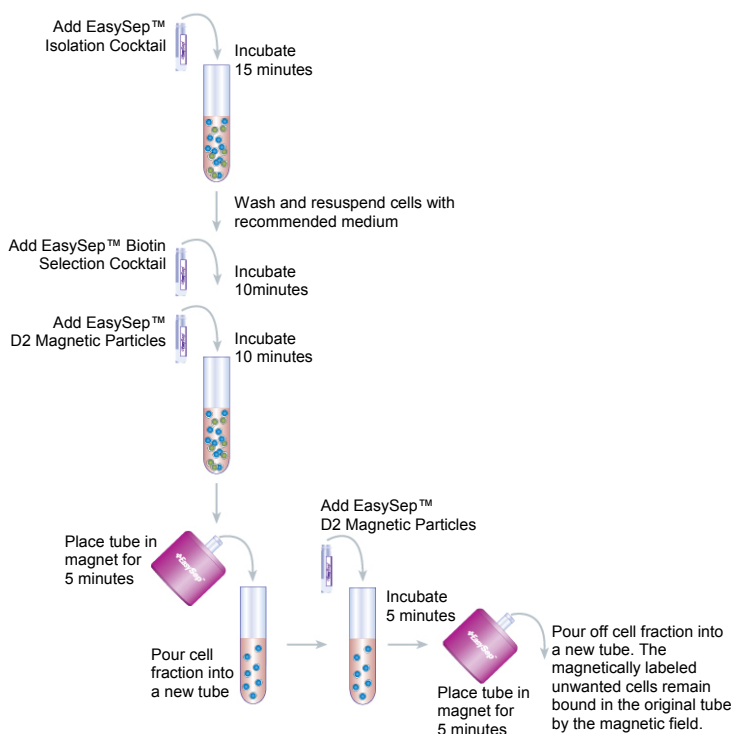 Add EasySep™
Isolation Cocktail
Incubate
15 minutes
Wash and resuspend cells with
recommended medium
Add EasySep™ Biotin
Selection Cocktail
Incubate
10minutes
Add EasySep™
D2 Magnetic Particles
Incubate
10 minutes
Place tube in
magnet for
5 minutes
EasySep™
Pour cell
fraction into
a new tube
Add EasySep™
D2 Magnetic Particles
Incubate
5 minutes
EasySep™
Place tube in
magnet for
5 minutes
Pour off cell fraction into
a new tube. The
magnetically labeled
unwanted cells remain
bound in the original tube
by the magnetic field.